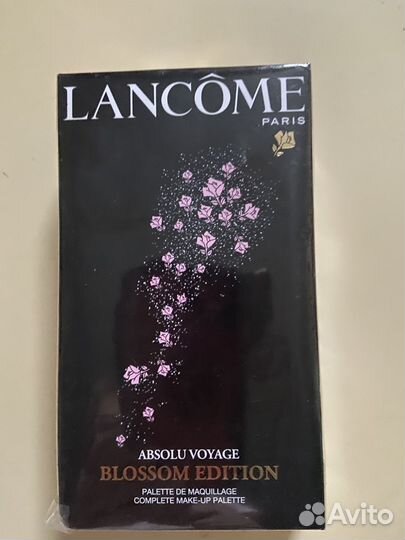 LANCÔME
PARIS
ABSOLU VOYAGE
BLOSSOM EDITION
PALETTE DE MAQUILLAGE
COMPLETE MAKE-UP PALETTE
Avito